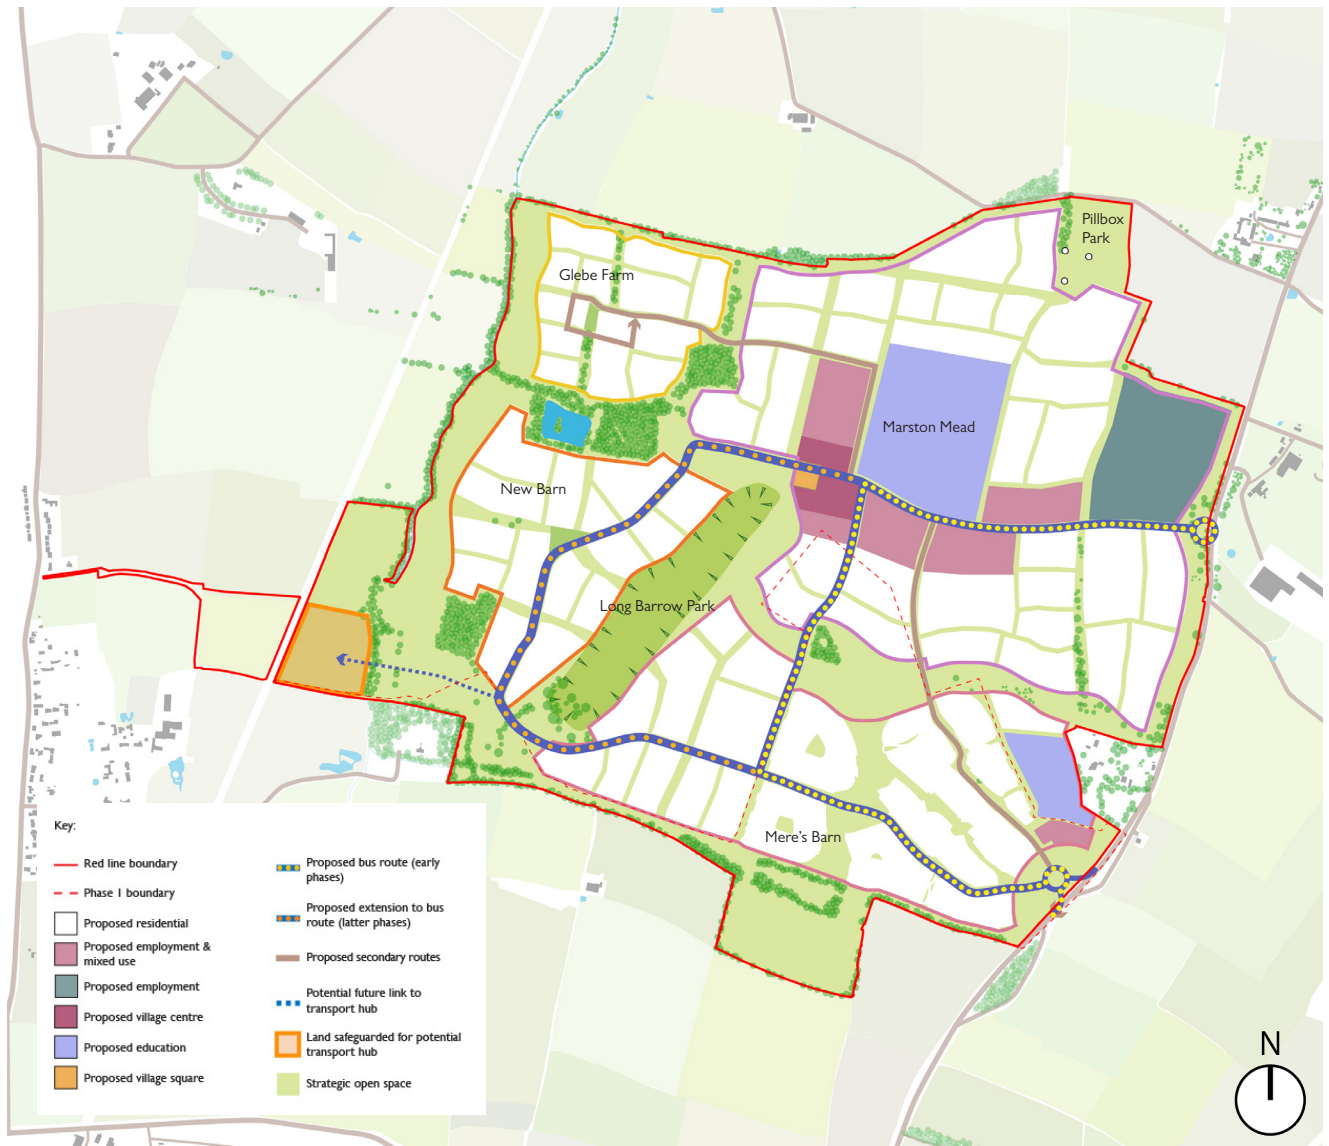 Pillbox
Park
Glebe Farm
Marston Mead
New Barn
Long Barrow Park
Mere's Barn
Key:
Red line boundary
Phase 1 boundary
Proposed residential
Proposed employment &
mixed use
Proposed employment
Proposed village centre
Proposed education
Proposed village square
Proposed bus route (early
phases)
Proposed extension to bus
route (latter phases)
Proposed secondary routes
Potential future link to
transport hub
Land safeguarded for potential
transport hub
Strategic open space
N